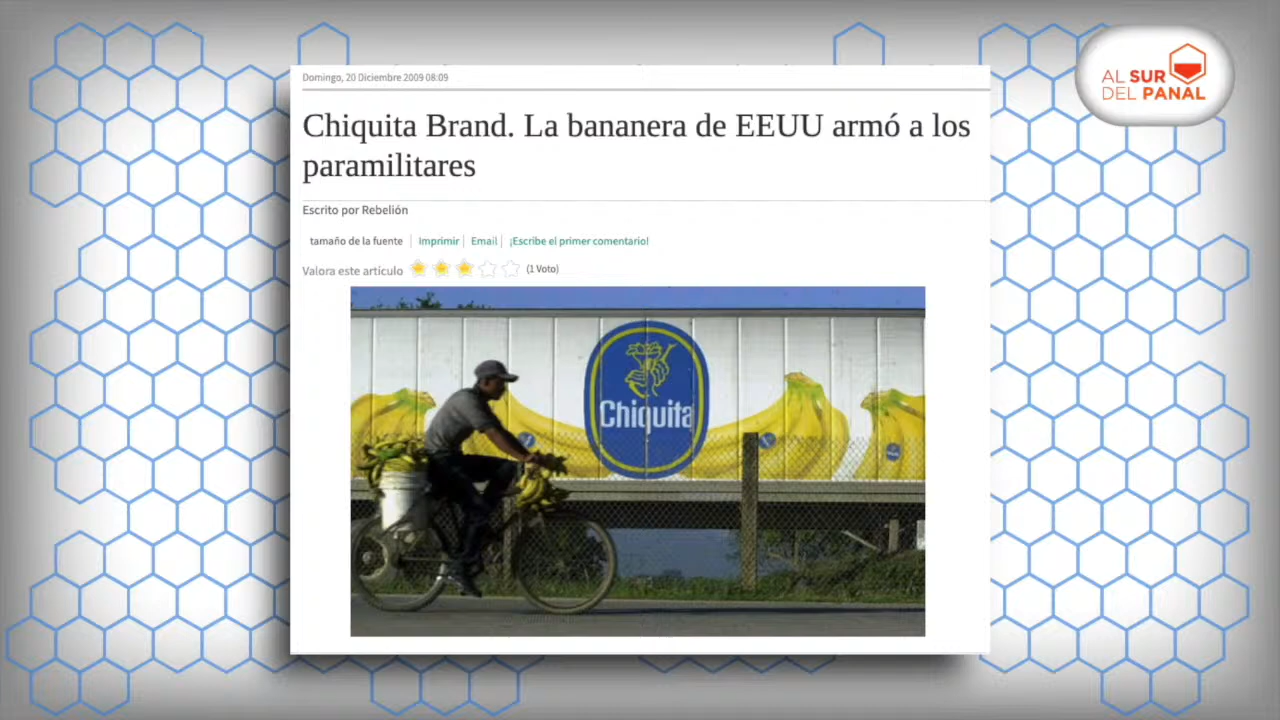 Domingo, 20 Diciembre 2009 08:09
AL SUR
DEL PANAL
Chiquita Brand. La bananera de EEUU armó a los
paramilitares
Escrito por Rebelión
tamaño de la fuente | Imprimir | Email | ¡Escribe el primer comentario!
Valora este artículo (1 Voto)
Chiquita